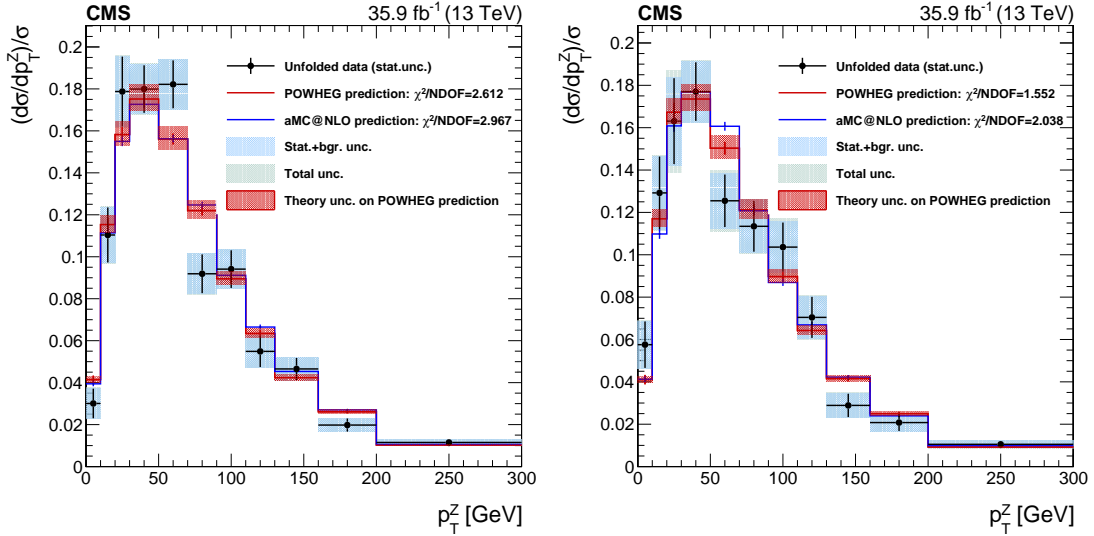 CMS 35.9 fb⁻¹ (13 TeV)
(dσ/dp_T^Z)/σ
0.2
0.18
0.16
0.14
0.12
0.1
0.08
0.06
0.04
0.02
0
Unfolded data (stat.unc.)
POWHEG prediction: χ²/NDOF=2.612
aMC@NLO prediction: χ²/NDOF=2.967
Stat.+bgr. unc.
Total unc.
Theory unc. on POWHEG prediction
0 50 100 150 200 250 300
p_T^Z [GeV]
CMS 35.9 fb⁻¹ (13 TeV)
(dσ/dp_T^Z)/σ
0.2
0.18
0.16
0.14
0.12
0.1
0.08
0.06
0.04
0.02
0
Unfolded data (stat.unc.)
POWHEG prediction: χ²/NDOF=1.552
aMC@NLO prediction: χ²/NDOF=2.038
Stat.+bgr. unc.
Total unc.
Theory unc. on POWHEG prediction
0 50 100 150 200 250 300
p_T^Z [GeV]